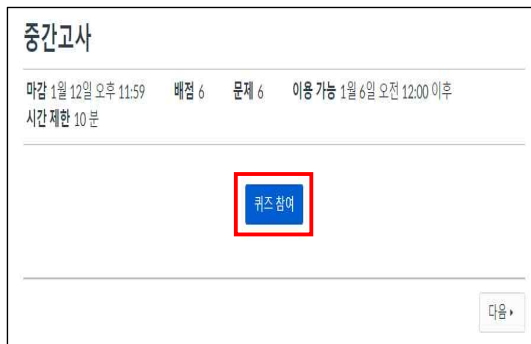 중간고사
마감 1월 12일 오후 11:59 배점 6 문제 6 이용 가능 1월 6일 오전 12:00 이후
시간 제한 10 분
퀴즈 참여
다음 ▸